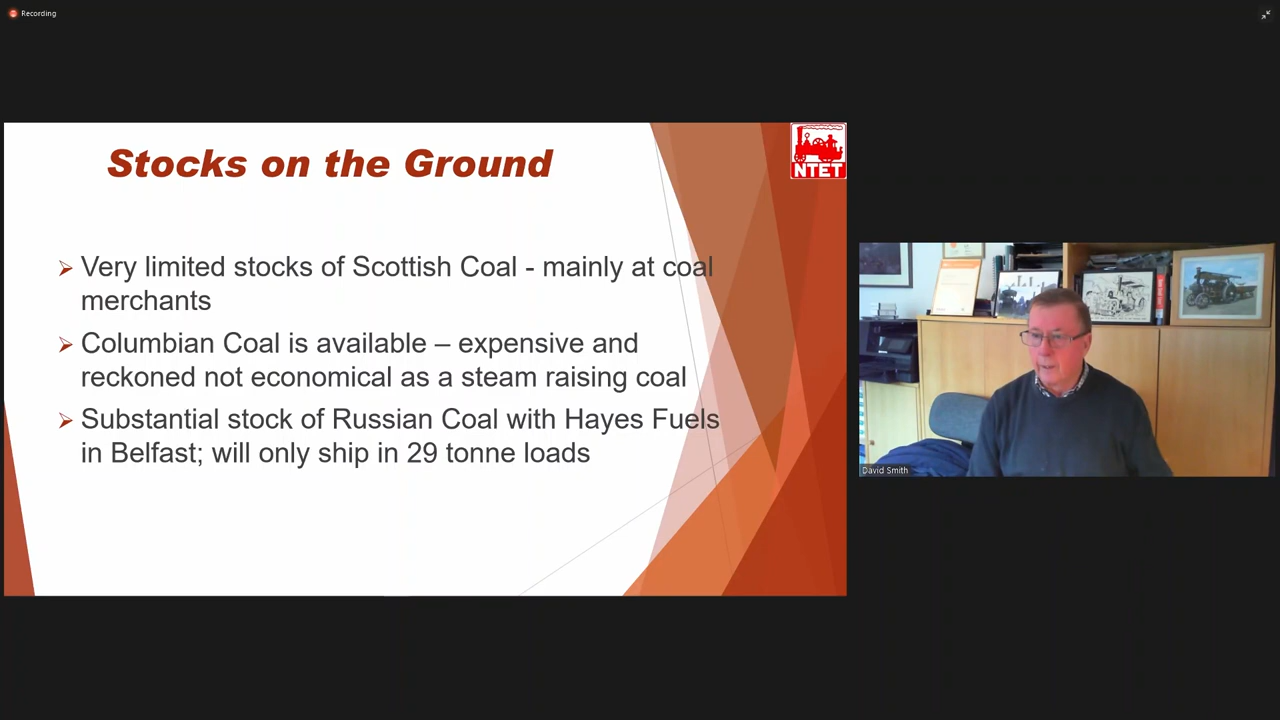 Recording
Stocks on the Ground
NTET
Very limited stocks of Scottish Coal - mainly at coal
merchants
Columbian Coal is available – expensive and
reckoned not economical as a steam raising coal
Substantial stock of Russian Coal with Hayes Fuels
in Belfast; will only ship in 29 tonne loads
David Smith